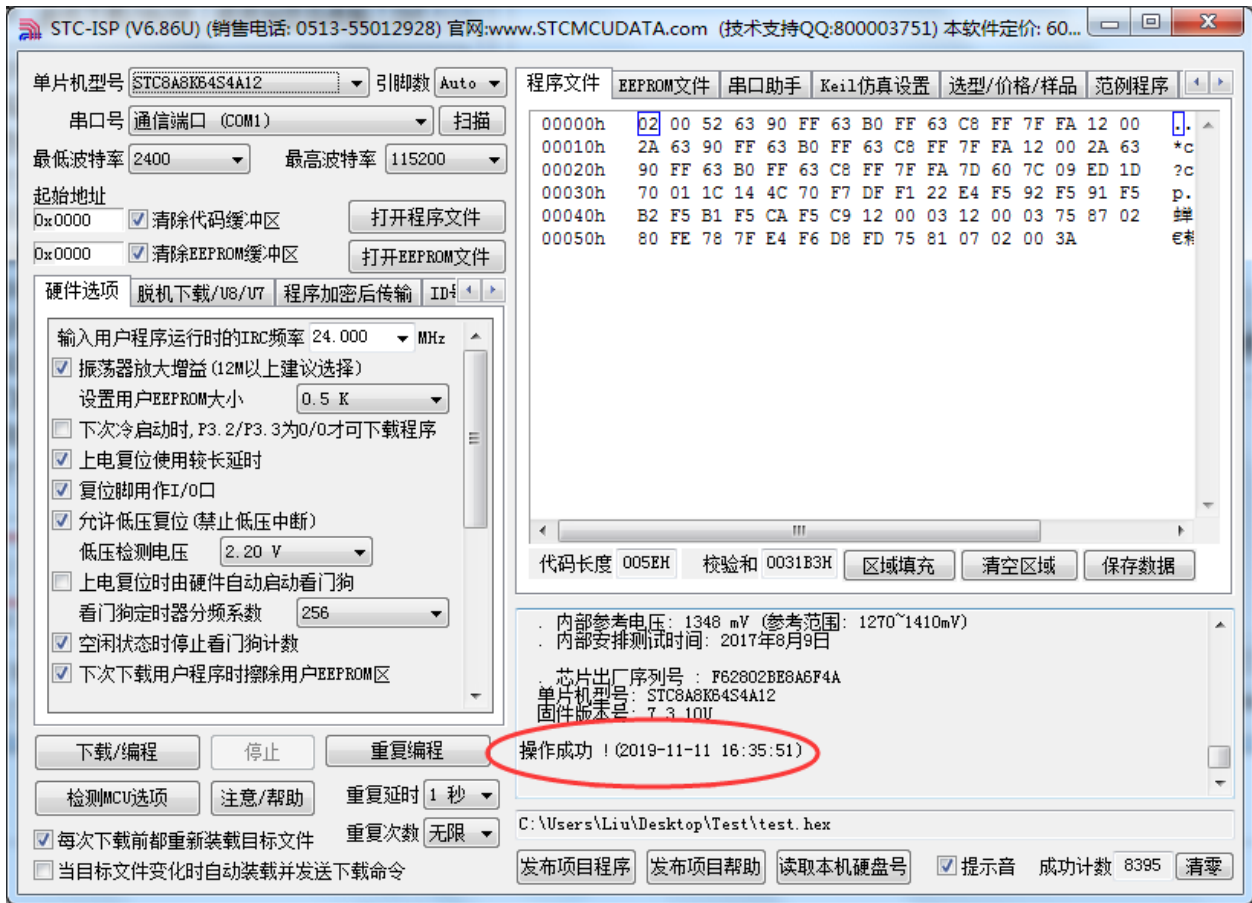 STC-ISP (V6.86U) (销售电话: 0513-55012928) 官网:www.STCMCUDATA.com (技术支持QQ:800003751) 本软件定价: 60...
单片机型号 STC8A8K64S4A12 引脚数 Auto
串口号 通信端口 (COM1) 扫描
最低波特率 2400 最高波特率 115200
起始地址
0x0000 清除代码缓冲区 打开程序文件
0x0000 清除EEPROM缓冲区 打开EEPROM文件
硬件选项 脱机下载/U8/U7 程序加密后传输
输入用户程序运行时的IRC频率 24.000 MHz
振荡器放大增益(12M以上建议选择)
设置用户EEPROM大小 0.5 K
下次冷启动时,P3.2/P3.3为0/0才可下载程序
上电复位使用较长延时
复位脚用作I/O口
允许低压复位(禁止低压中断)
低压检测电压 2.20 V
上电复位时由硬件自动启动看门狗
看门狗定时器分频系数 256
空闲状态时停止看门狗计数
下次下载用户程序时擦除用户EEPROM区
下载/编程 停止 重复编程
检测MCU选项 注意/帮助 重复延时 1 秒
每次下载前都重新装载目标文件 重复次数 无限
当目标文件变化时自动装载并发送下载命令
程序文件 EEPROM文件 串口助手 Keil仿真设置 选型/价格/样品 范例程序
00000h 02 00 52 63 90 FF 63 B0 FF 63 C8 FF 7F FA 12 00 ..
00010h 2A 63 90 FF 63 B0 FF 63 C8 FF 7F FA 12 00 2A 63 *c
00020h 90 FF 63 B0 FF 63 C8 FF 7F FA 7D 60 7C 09 ED 1D ?c
00030h 70 01 1C 14 4C 70 F7 DF F1 22 E4 F5 92 F5 91 F5 p.
00040h B2 F5 B1 F5 CA F5 C9 12 00 03 12 00 03 75 87 02
00050h 80 FE 78 7F E4 F6 D8 FD 75 81 07 02 00 3A
代码长度 005EH 校验和 0031B3H 区域填充 清空区域 保存数据
. 内部参考电压: 1348 mV (参考范围: 1270~1410mV)
. 内部安排测试时间: 2017年8月9日
. 芯片出厂序列号 : F62802BE8A6F4A
单片机型号: STC8A8K64S4A12
固件版本号: 7.3.10U
操作成功 !(2019-11-11 16:35:51)
C:\Users\Liu\Desktop\Test\test.hex
发布项目程序 发布项目帮助 读取本机硬盘号 提示音 成功计数 8395 清零